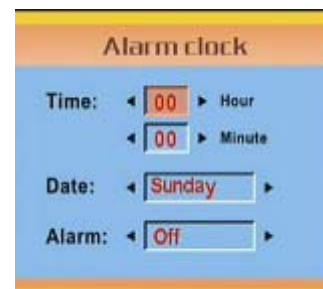 Alarm clock
Time: 00 Hour
00 Minute
Date: Sunday
Alarm: Off